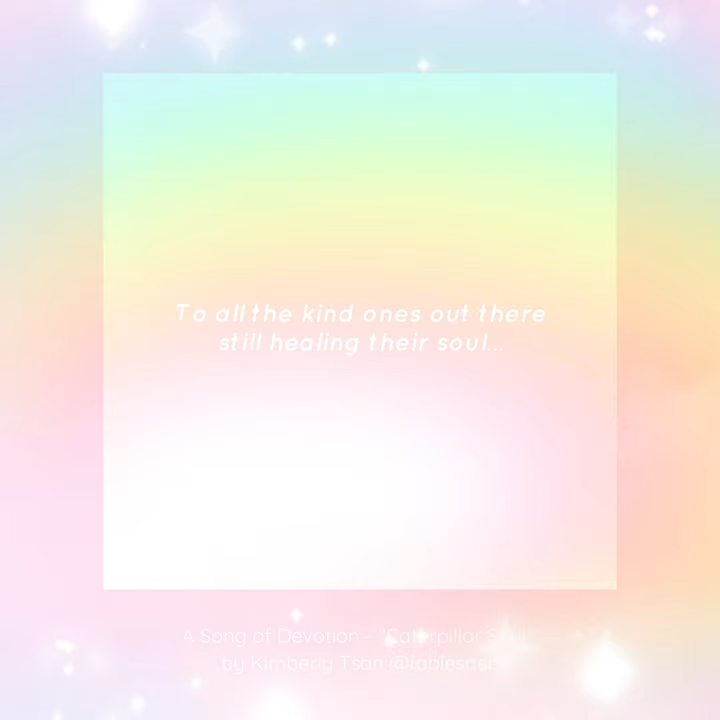 To all the kind ones out there
still healing their soul...
A Song of Devotion - "Caterpillar Soul"
by Kimberly Tsan